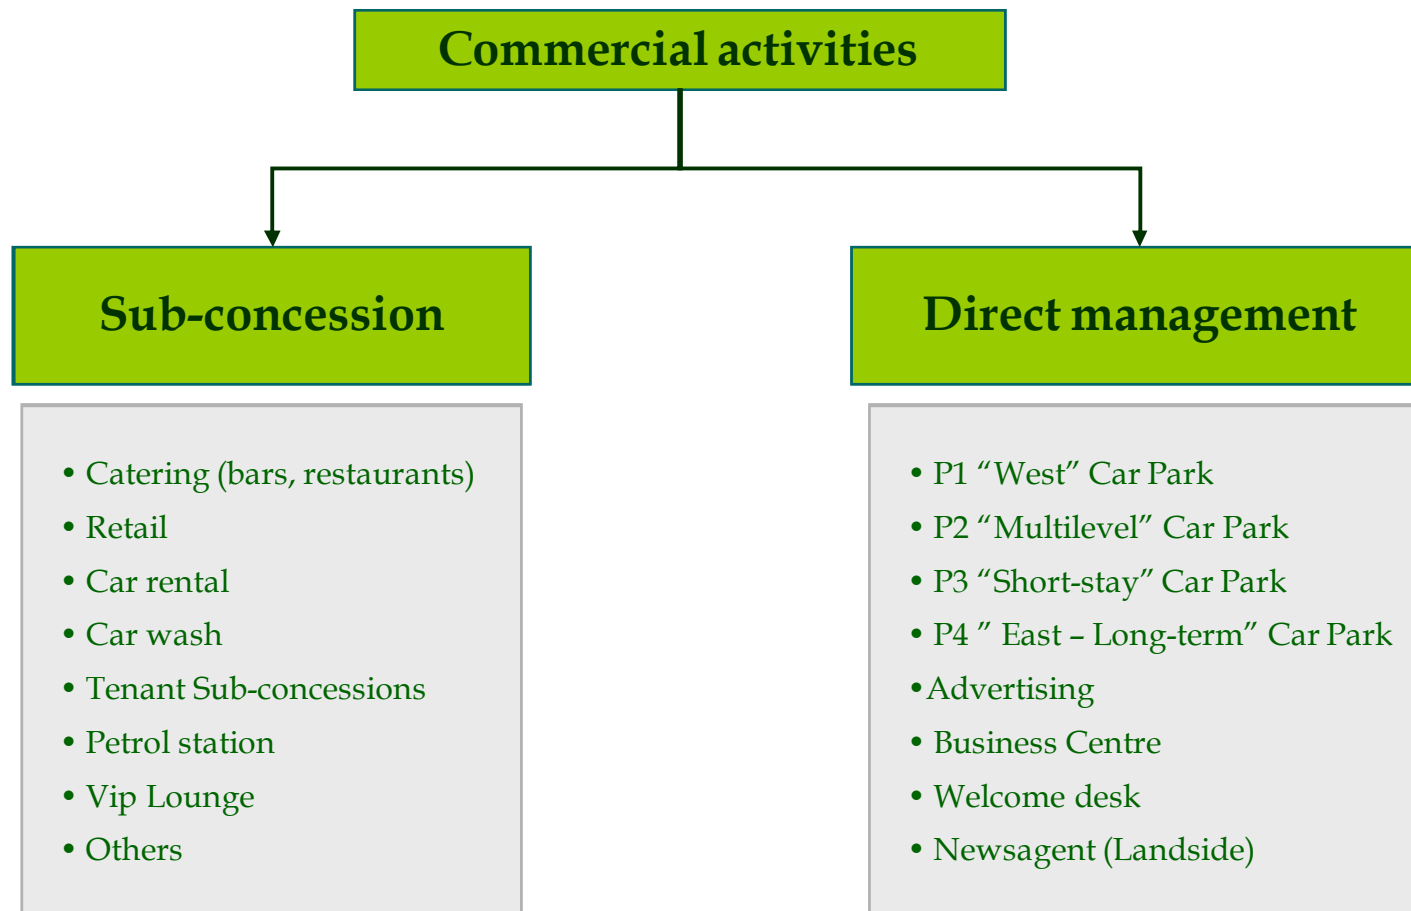 Commercial activities
Sub-concession
• Catering (bars, restaurants)
• Retail
• Car rental
• Car wash
• Tenant Sub-concessions
• Petrol station
• Vip Lounge
• Others
Direct management
• P1 “West” Car Park
• P2 “Multilevel” Car Park
• P3 “Short-stay” Car Park
• P4 ” East – Long-term” Car Park
•Advertising
• Business Centre
• Welcome desk
• Newsagent (Landside)